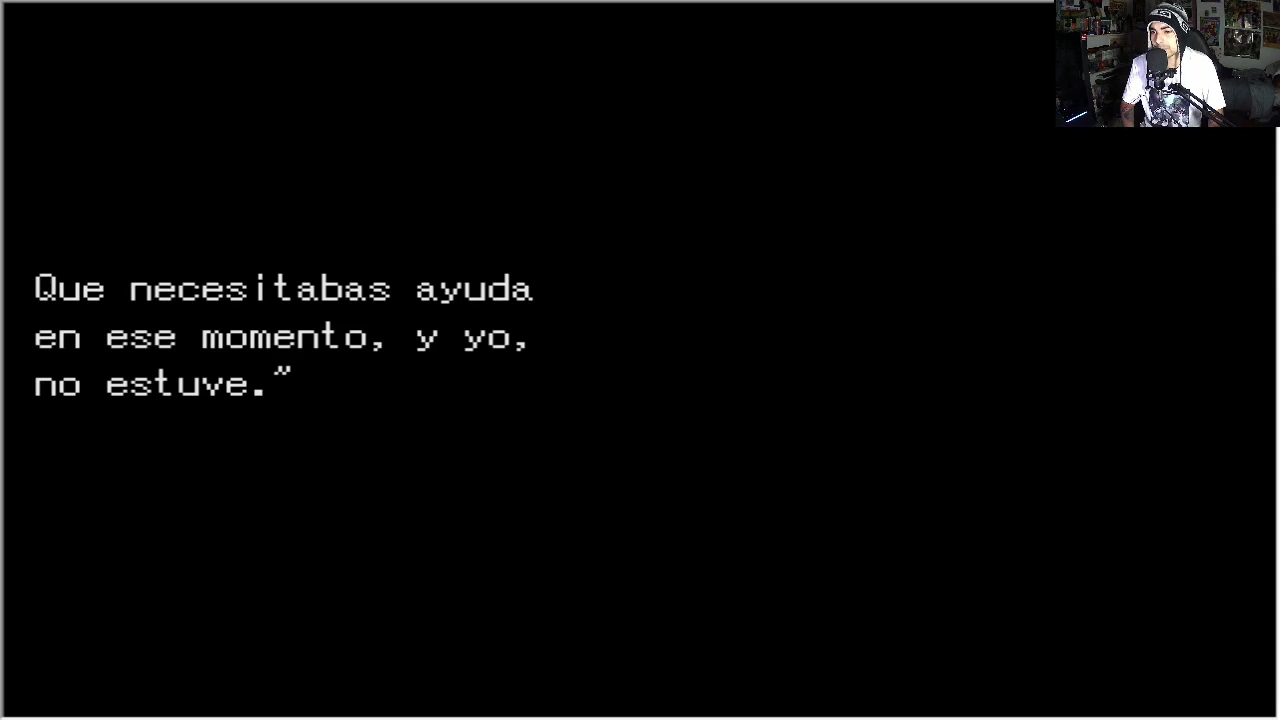 Que necesitabas ayuda
en ese momento, y yo,
no estuve."